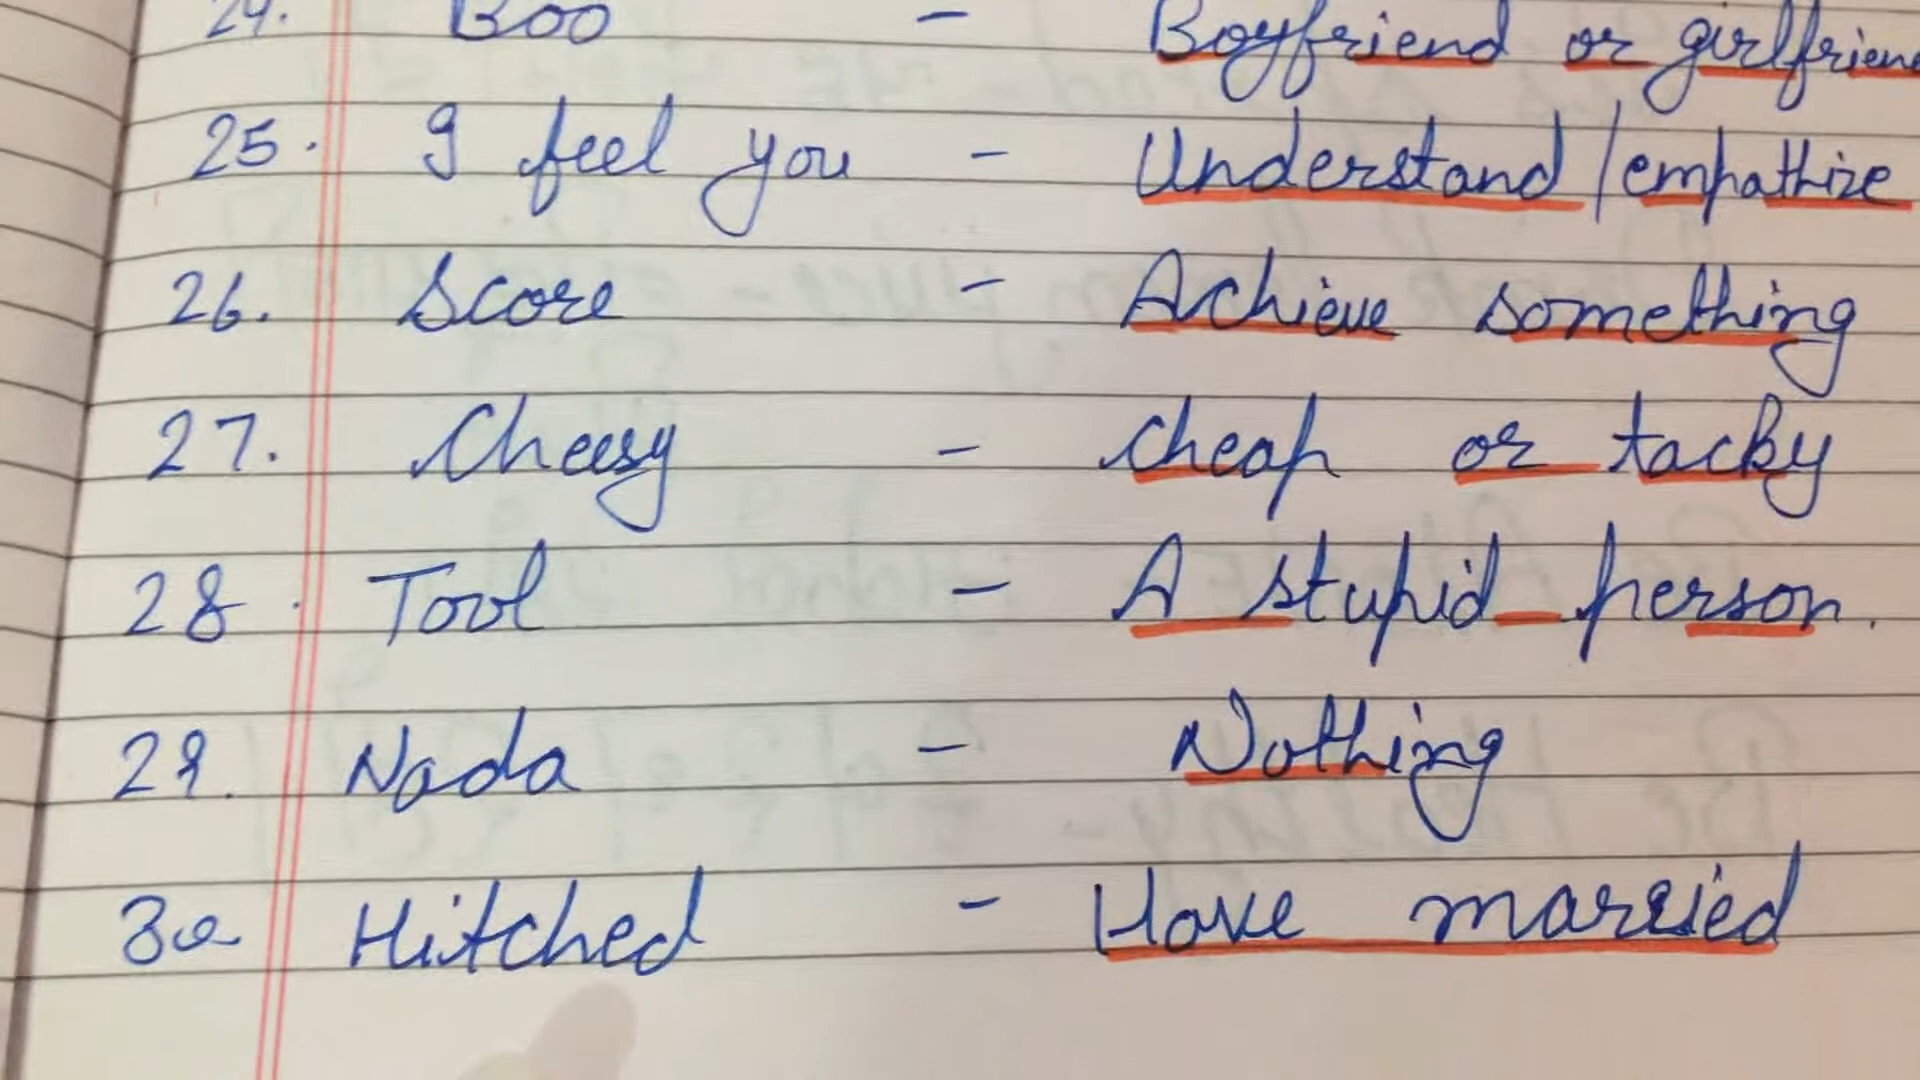 24. Boo - Boyfriend or girlfriend
25. I feel you - Understand / empathize
26. Score - Achieve something
27. Cheesy - cheap or tacky
28. Tool - A stupid person.
29. Nada - Nothing
30 Hitched - Have married